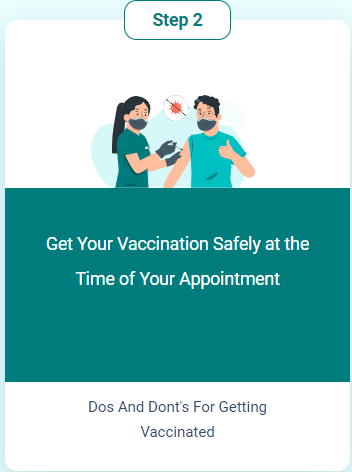 Step 2
Get Your Vaccination Safely at the
Time of Your Appointment
Dos And Dont's For Getting
Vaccinated